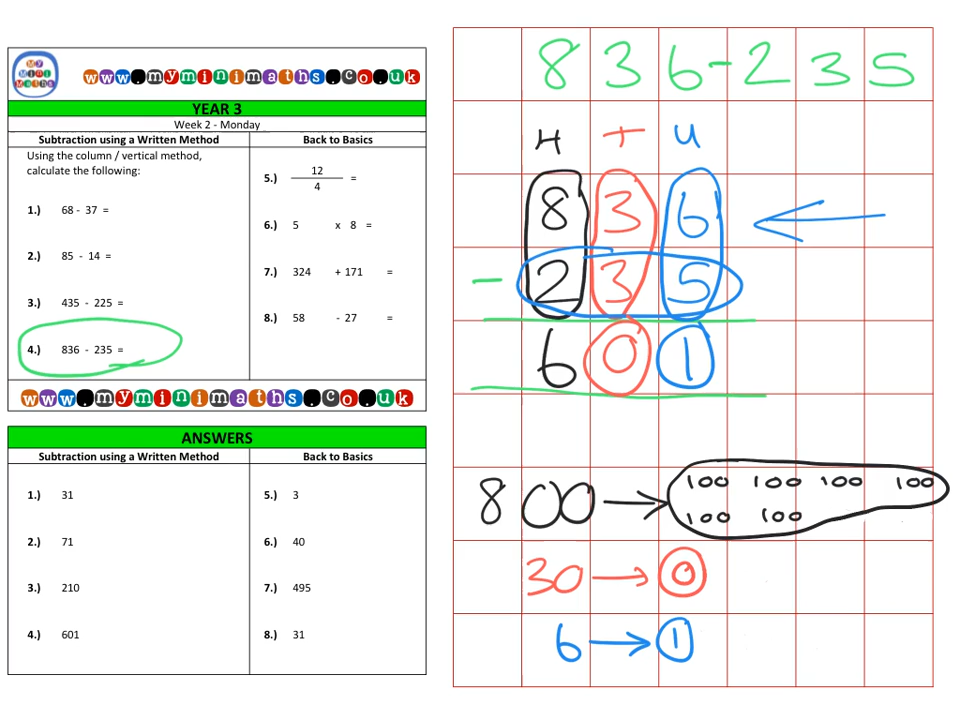 My
Mini
Maths
www.myminimaths.co.uk
YEAR 3
Week 2 - Monday
Subtraction using a Written Method
Back to Basics
Using the column / vertical method,
calculate the following:
1.) 68 - 37 =
2.) 85 - 14 =
3.) 435 - 225 =
4.) 836 - 235 =
5.) 12
4 =
6.) 5 x 8 =
7.) 324 + 171 =
8.) 58 - 27 =
www.myminimaths.co.uk
ANSWERS
Subtraction using a Written Method
Back to Basics
1.) 31
2.) 71
3.) 210
4.) 601
5.) 3
6.) 40
7.) 495
8.) 31
836-235
H T U
8 3 6
- 2 3 5
6 0 1
800 → 100 100 100 100
100 100
30 → 0
6 → 1